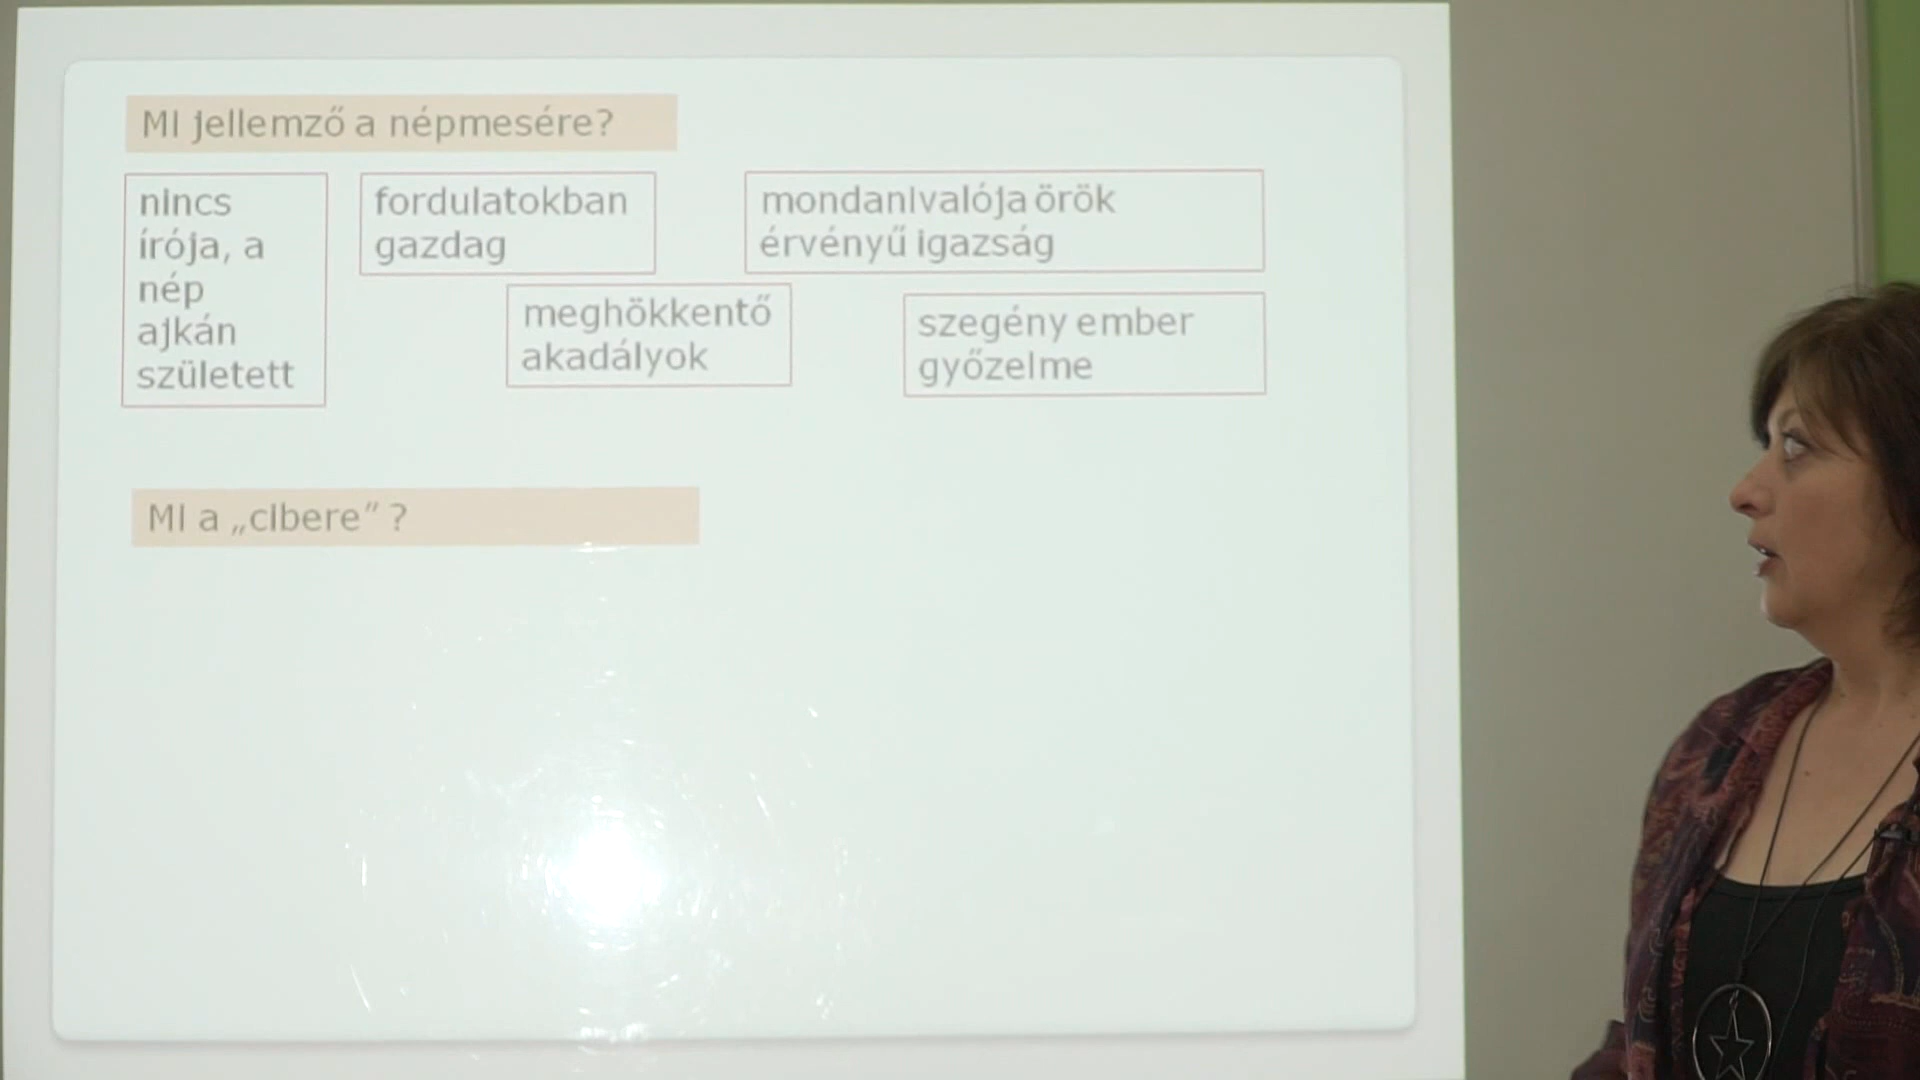 Mi jellemző a népmesére?
nincs
írója, a
nép
ajkán
született
fordulatokban
gazdag
mondanivalója örök
érvényű igazság
meghökkentő
akadályok
szegény ember
győzelme
Mi a „cibere” ?